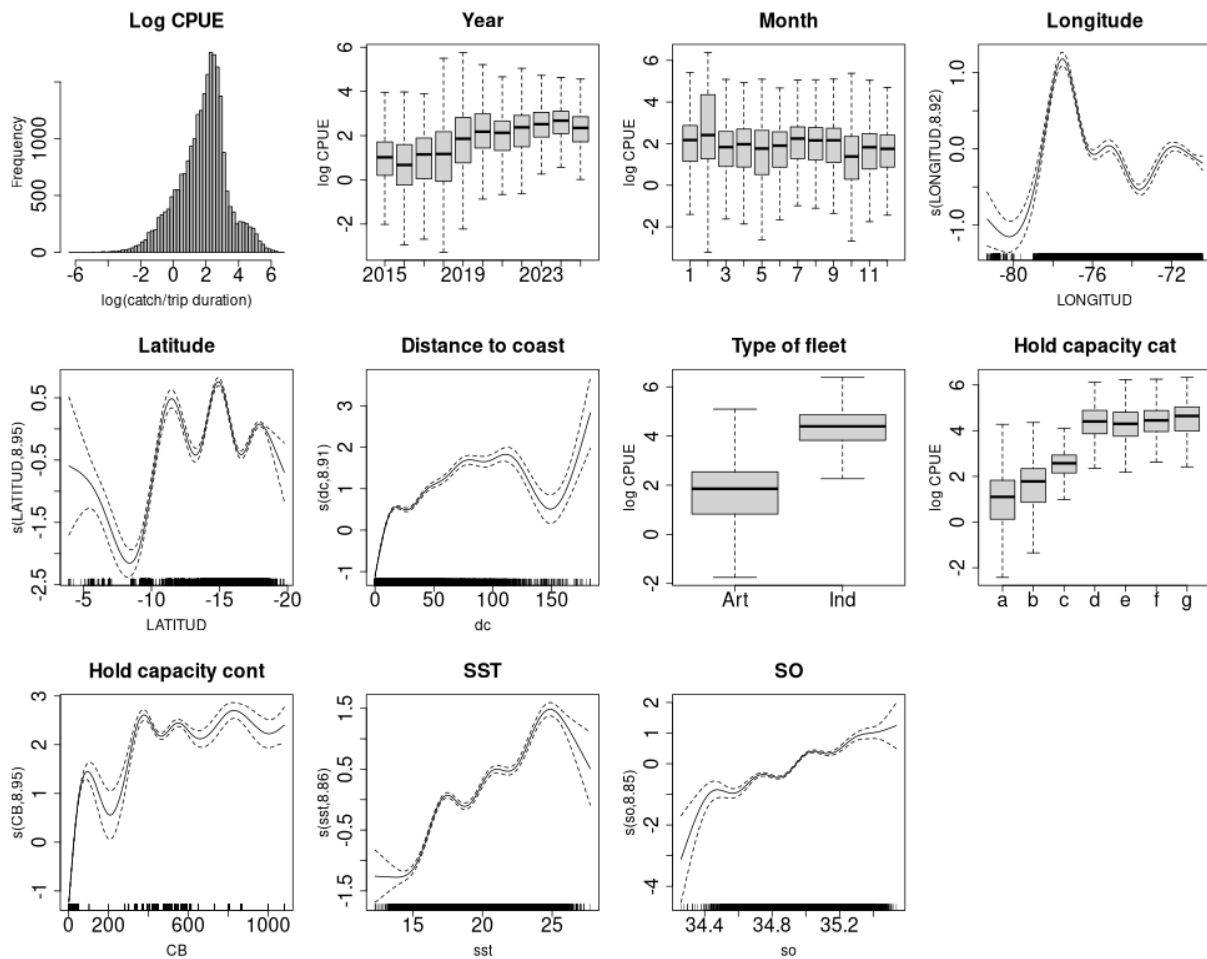 Log CPUE
Frequency
0 500 1000
-6 -2 0 2 4 6
log(catch/trip duration)
Year
log CPUE
-2 0 2 4 6
2015 2019 2023
Month
log CPUE
-2 0 2 4 6
1 3 5 7 9 11
Longitude
s(LONGITUD,8.92)
-1.0 0.0 1.0
-80 -76 -72
LONGITUD
Latitude
s(LATITUD,8.95)
-2.5 -1.5 -0.5 0.5
-5 -10 -15 -20
LATITUD
Distance to coast
s(dc,8.91)
-1 0 1 2 3
0 50 100 150
dc
Type of fleet
log CPUE
-2 0 2 4 6
Art Ind
Hold capacity cat
log CPUE
-2 0 2 4 6
a b c d e f g
Hold capacity cont
s(CB,8.95)
-1 0 1 2 3
0 200 600 1000
CB
SST
s(sst,8.86)
-1.5 -0.5 0.5 1.5
15 20 25
sst
SO
s(so,8.85)
-4 -2 0 1 2
34.4 34.8 35.2
so